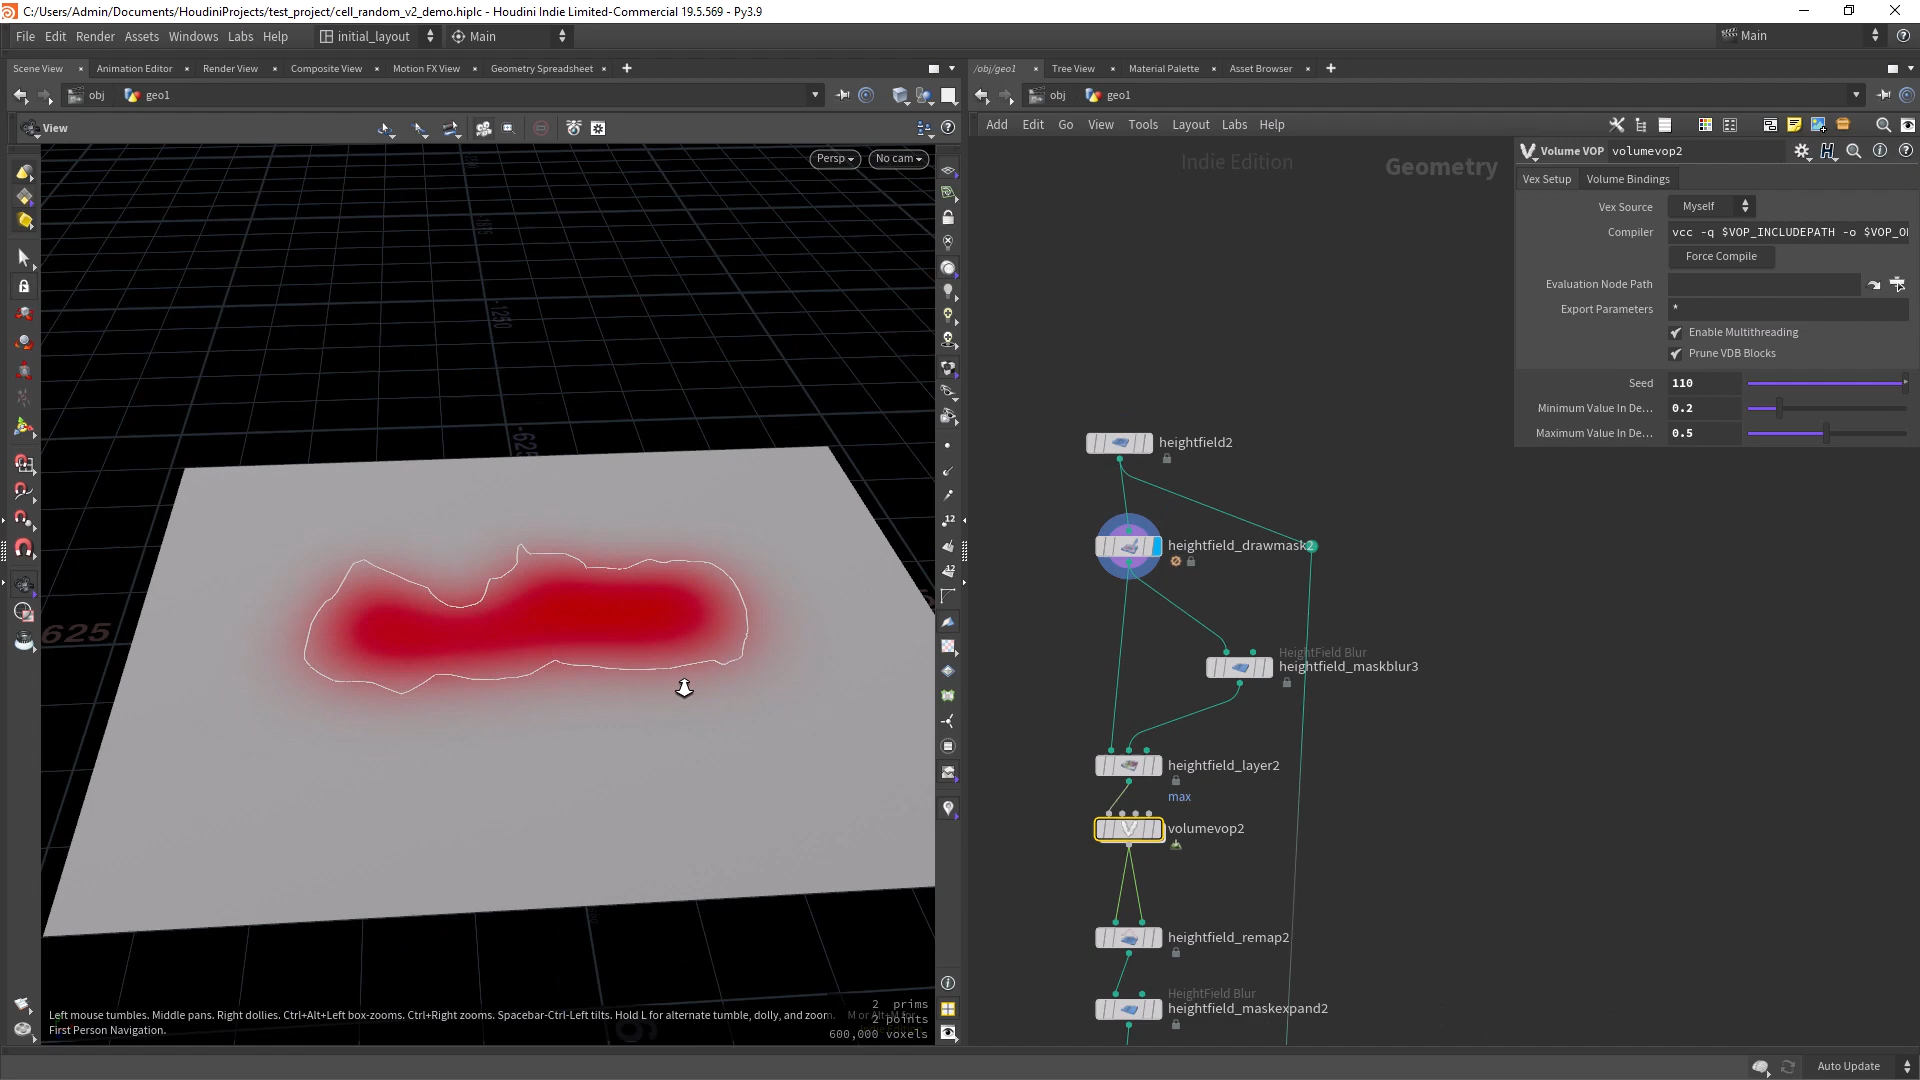 C:/Users/Admin/Documents/HoudiniProjects/test_project/cell_random_v2_demo.hiplc - Houdini Indie Limited-Commercial 19.5.569 - Py3.9
File Edit Render Assets Windows Labs Help initial_layout Main
Main
Scene View Animation Editor Render View Composite View Motion FX View Geometry Spreadsheet
obj geo1
View
Persp No cam
1250
-625
625
2 prims
2 points
600,000 voxels
Left mouse tumbles. Middle pans. Right dollies. Ctrl+Alt+Left box-zooms. Ctrl+Right zooms. Spacebar-Ctrl-Left tilts. Hold L for alternate tumble, dolly, and zoom.
First Person Navigation.
12
12
/obj/geo1 Tree View Material Palette Asset Browser
obj geo1
Add Edit Go View Tools Layout Labs Help
Indie Edition
Geometry
heightfield2
heightfield_drawmask2
HeightField Blur
heightfield_maskblur3
heightfield_layer2
max
volumevop2
heightfield_remap2
HeightField Blur
heightfield_maskexpand2
Volume VOP volumevop2
Vex Setup Volume Bindings
Vex Source Myself
Compiler vcc -q $VOP_INCLUDEPATH -o $VOP_O
Force Compile
Evaluation Node Path
Export Parameters *
Enable Multithreading
Prune VDB Blocks
Seed 110
Minimum Value In De... 0.2
Maximum Value In De... 0.5
Auto Update